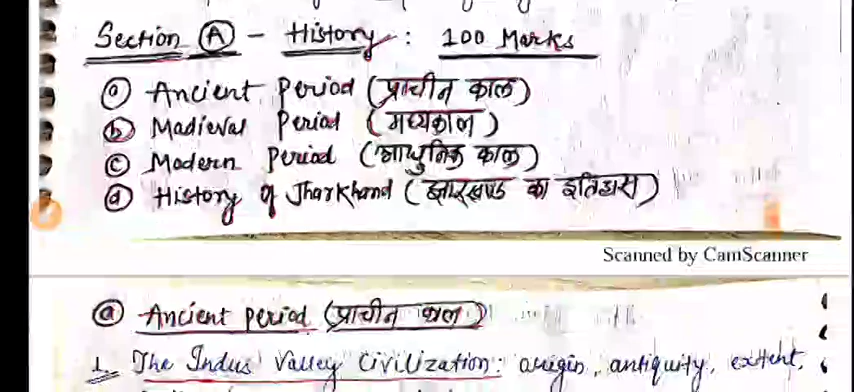 Section (A) - History : 100 Marks
(a) Ancient Period (प्राचीन काल)
(b) Madieval Period (मध्यकाल)
(c) Modern Period (आधुनिक काल)
(d) History of Jharkhand (झारखण्ड का इतिहास)
Scanned by CamScanner
(a) Ancient period (प्राचीन काल)
1. The Indus Valley Civilization: origin, antiquity, extent,